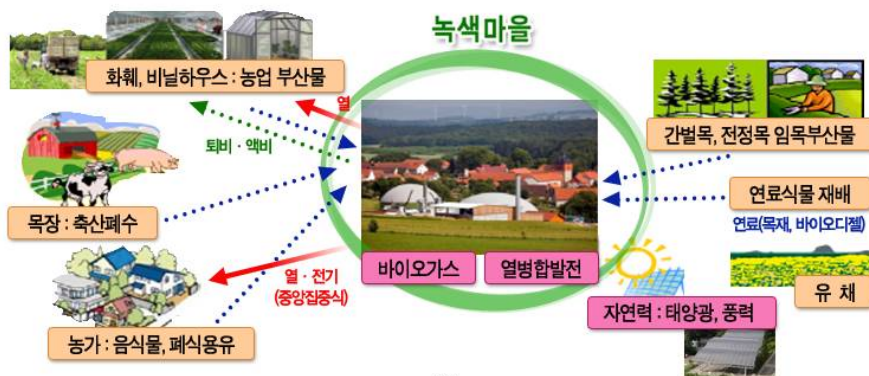 녹색마을
화훼, 비닐하우스 : 농업 부산물
열
퇴비 · 액비
간벌목, 전정목 임목부산물
목장 : 축산폐수
연료식물 재배
연료(목재, 바이오디젤)
바이오가스
열병합발전
열 · 전기
(중앙집중식)
유 채
자연력 : 태양광, 풍력
농가 : 음식물, 폐식용유